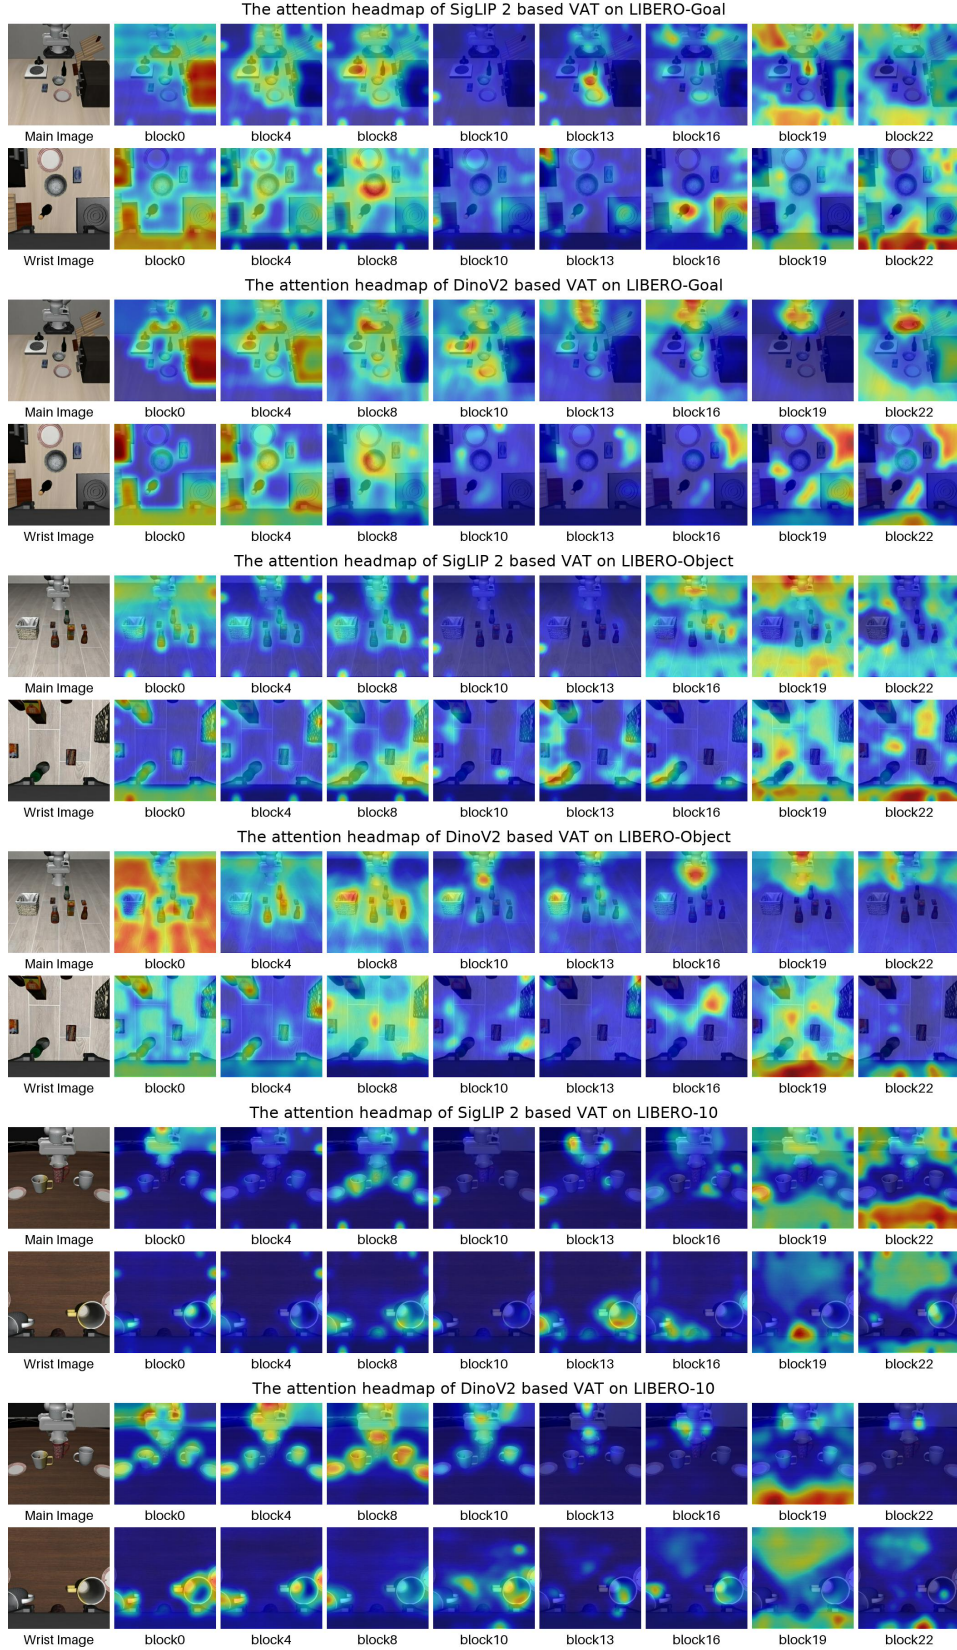 The attention headmap of SigLIP 2 based VAT on LIBERO-Goal
Main Image block0 block4 block8 block10 block13 block16 block19 block22
Wrist Image block0 block4 block8 block10 block13 block16 block19 block22
The attention headmap of DinoV2 based VAT on LIBERO-Goal
Main Image block0 block4 block8 block10 block13 block16 block19 block22
Wrist Image block0 block4 block8 block10 block13 block16 block19 block22
The attention headmap of SigLIP 2 based VAT on LIBERO-Object
Main Image block0 block4 block8 block10 block13 block16 block19 block22
Wrist Image block0 block4 block8 block10 block13 block16 block19 block22
The attention headmap of DinoV2 based VAT on LIBERO-Object
Main Image block0 block4 block8 block10 block13 block16 block19 block22
Wrist Image block0 block4 block8 block10 block13 block16 block19 block22
The attention headmap of SigLIP 2 based VAT on LIBERO-10
Main Image block0 block4 block8 block10 block13 block16 block19 block22
Wrist Image block0 block4 block8 block10 block13 block16 block19 block22
The attention headmap of DinoV2 based VAT on LIBERO-10
Main Image block0 block4 block8 block10 block13 block16 block19 block22
Wrist Image block0 block4 block8 block10 block13 block16 block19 block22